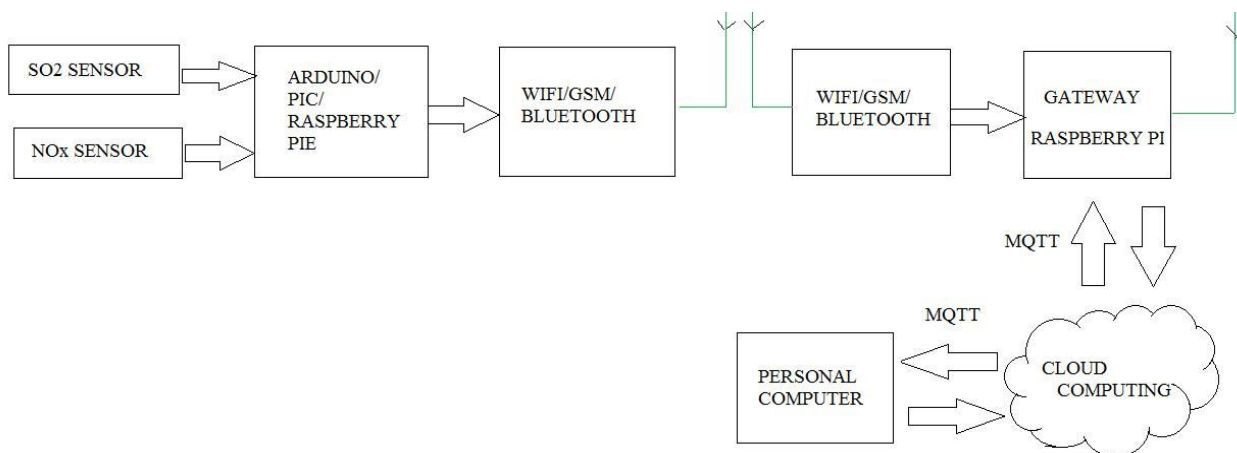 SO2 SENSOR
NOx SENSOR
ARDUINO/
PIC/
RASPBERRY
PIE
WIFI/GSM/
BLUETOOTH
WIFI/GSM/
BLUETOOTH
GATEWAY
RASPBERRY PI
MQTT
MQTT
PERSONAL
COMPUTER
CLOUD
COMPUTING